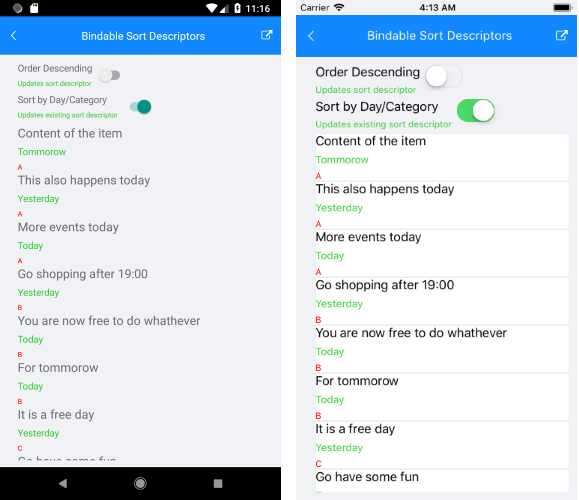 11:16
Bindable Sort Descriptors
Order Descending
Updates sort descriptor
Sort by Day/Category
Updates existing sort descriptor
Content of the item
Tommorow
A
This also happens today
Yesterday
A
More events today
Today
A
Go shopping after 19:00
Yesterday
B
You are now free to do whathever
Today
B
For tommorow
Today
B
It is a free day
Yesterday
C
Go have some fun
Carrier 4:13 AM
Bindable Sort Descriptors
Order Descending
Updates sort descriptor
Sort by Day/Category
Updates existing sort descriptor
Content of the item
Tommorow
A
This also happens today
Yesterday
A
More events today
Today
A
Go shopping after 19:00
Yesterday
B
You are now free to do whathever
Today
B
For tommorow
Today
B
It is a free day
Yesterday
C
Go have some fun